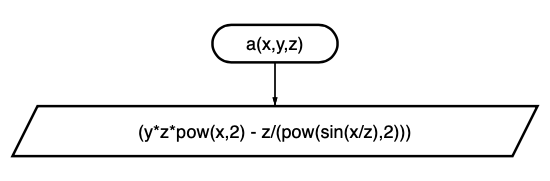 a(x,y,z)
(y*z*pow(x,2) - z/(pow(sin(x/z),2)))